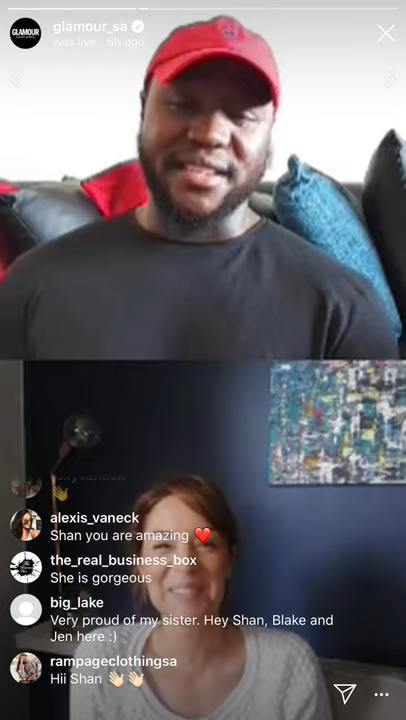 GLAMOUR
glamour_sa
was live 6h ago
alexis_vaneck
Shan you are amazing ❤️
the_real_business_box
She is gorgeous
big_lake
Very proud of my sister. Hey Shan, Blake and
Jen here :)
rampageclothingsa
Hii Shan 👋🏻👋🏻